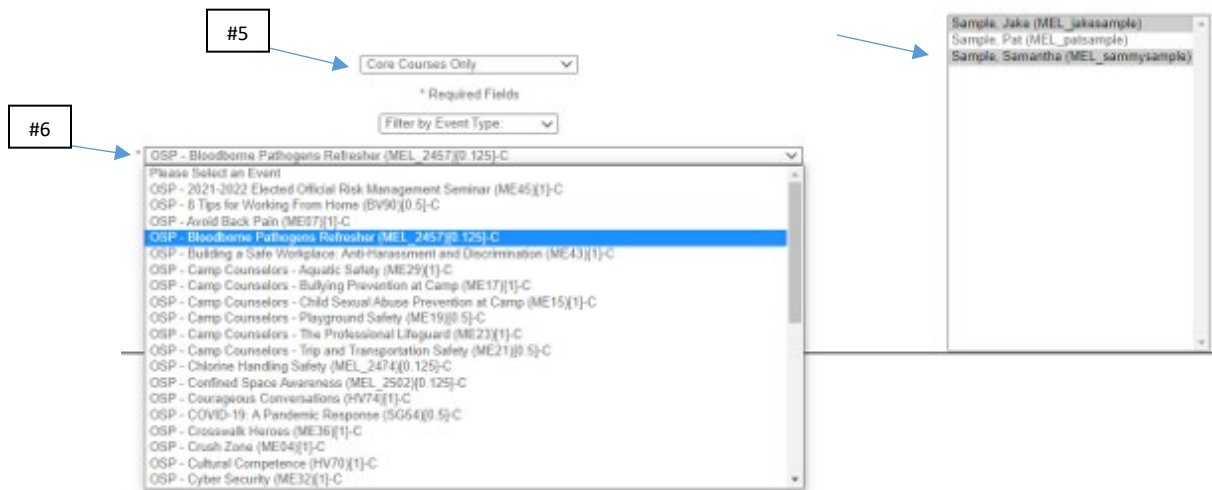 #5
Core Courses Only
* Required Fields
#6
Filter by Event Type:
* OSP - Bloodborne Pathogens Refresher (MEL_2457)[0.125]-C
Please Select an Event
OSP - 2021-2022 Elected Official Risk Management Seminar (ME45)[1]-C
OSP - 8 Tips for Working From Home (BV90)[0.5]-C
OSP - Avoid Back Pain (ME07)[1]-C
OSP - Bloodborne Pathogens Refresher (MEL_2457)[0.125]-C
OSP - Building a Safe Workplace: Anti-Harassment and Discrimination (ME43)[1]-C
OSP - Camp Counselors - Aquatic Safety (ME29)[1]-C
OSP - Camp Counselors - Bullying Prevention at Camp (ME17)[1]-C
OSP - Camp Counselors - Child Sexual Abuse Prevention at Camp (ME15)[1]-C
OSP - Camp Counselors - Playground Safety (ME19)[0.5]-C
OSP - Camp Counselors - The Professional Lifeguard (ME23)[1]-C
OSP - Camp Counselors - Trip and Transportation Safety (ME21)[0.5]-C
OSP - Chlorine Handling Safety (MEL_2474)[0.125]-C
OSP - Confined Space Awareness (MEL_2502)[0.125]-C
OSP - Courageous Conversations (HV74)[1]-C
OSP - COVID-19: A Pandemic Response (SG54)[0.5]-C
OSP - Crosswalk Heroes (ME36)[1]-C
OSP - Crush Zone (ME04)[1]-C
OSP - Cultural Competence (HV70)[1]-C
OSP - Cyber Security (ME32)[1]-C
Sample, Jake (MEL_jakesample)
Sample, Pat (MEL_patsample)
Sample, Samantha (MEL_sammysample)